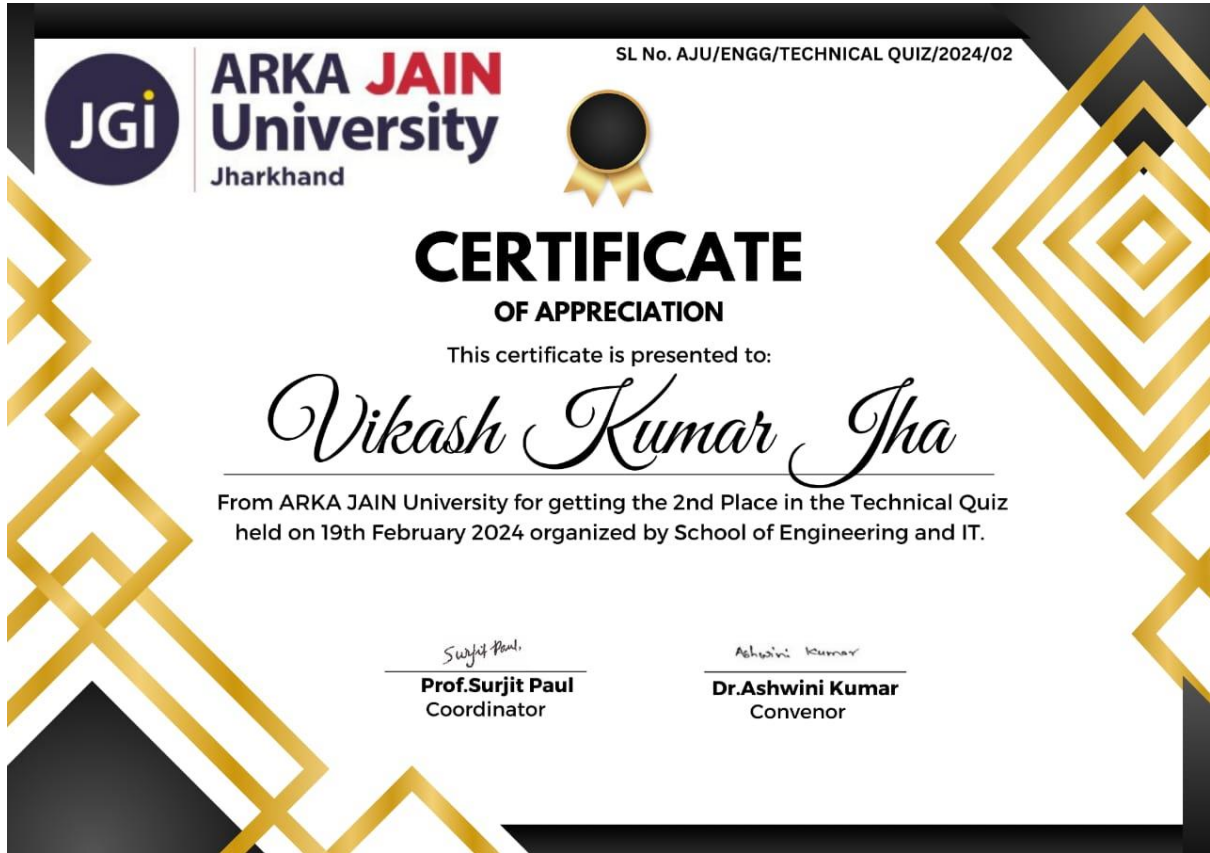 SL No. AJU/ENGG/TECHNICAL QUIZ/2024/02
JGi
ARKA JAIN
University
Jharkhand
CERTIFICATE
OF APPRECIATION
This certificate is presented to:
Vikash Kumar Jha
From ARKA JAIN University for getting the 2nd Place in the Technical Quiz
held on 19th February 2024 organized by School of Engineering and IT.
Surjit Paul,
Prof.Surjit Paul
Coordinator
Ashwini Kumar
Dr.Ashwini Kumar
Convenor